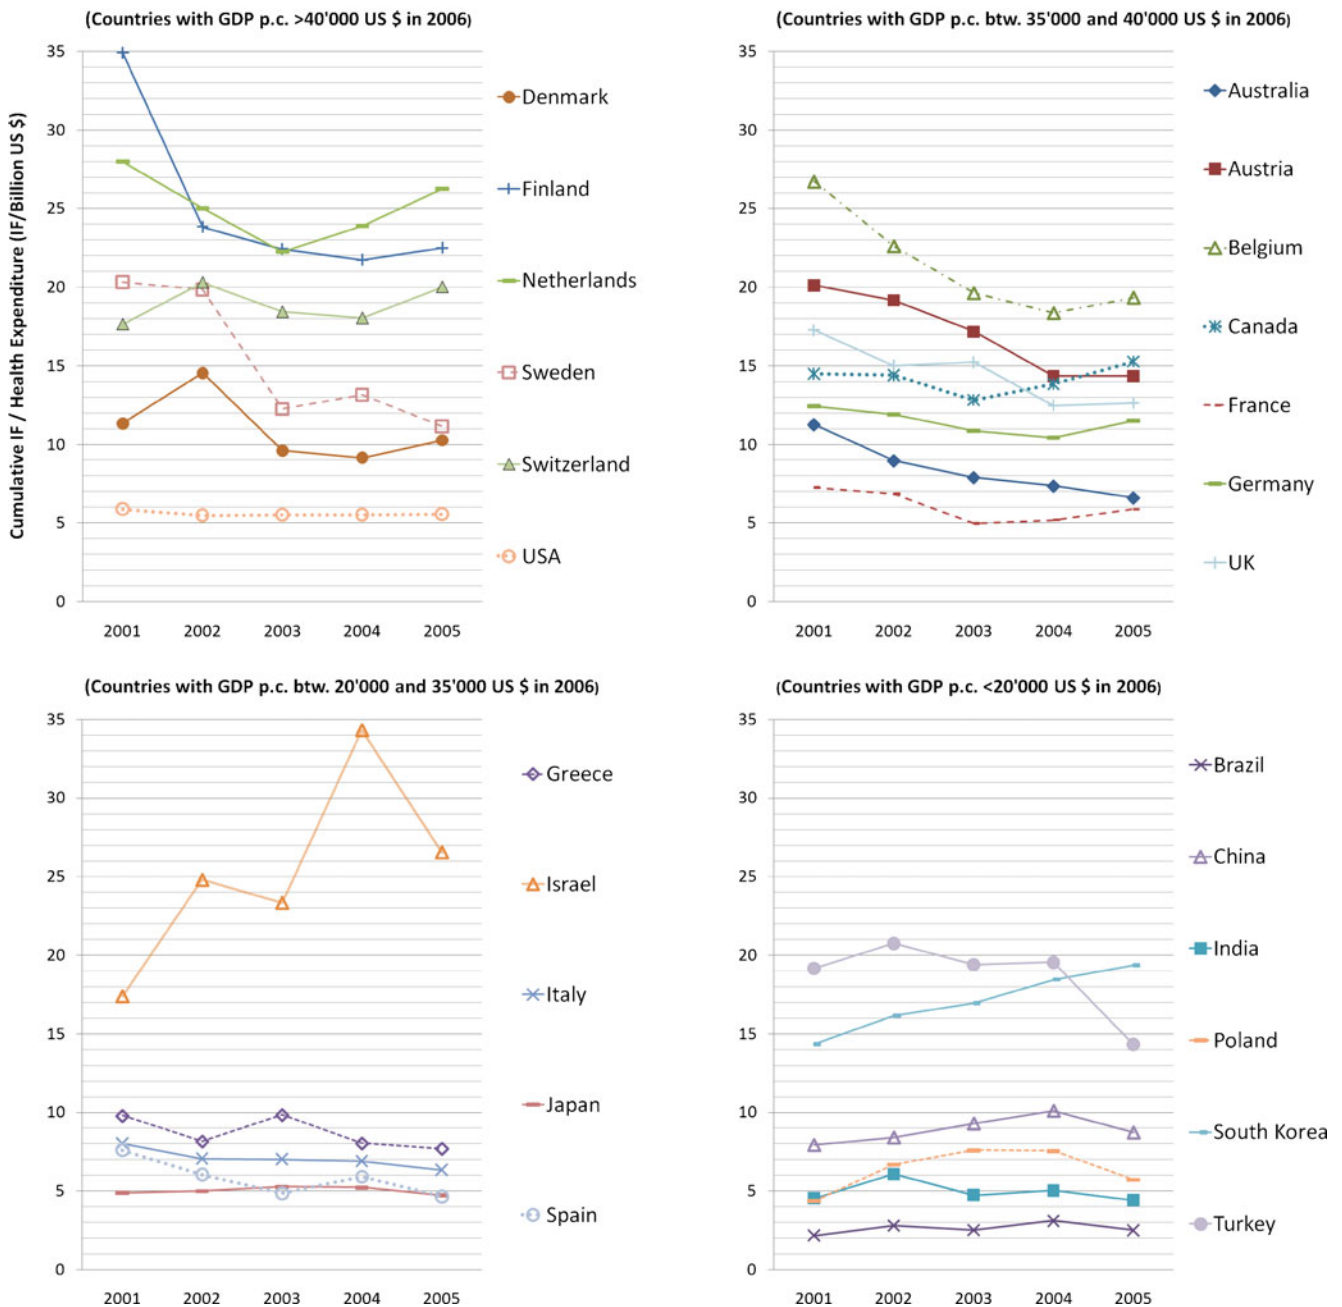 (Countries with GDP p.c. >40'000 US $ in 2006)
Cumulative IF / Health Expenditure (IF/Billion US $)
35
30
25
20
15
10
5
0
2001 2002 2003 2004 2005
Denmark
Finland
Netherlands
Sweden
Switzerland
USA
(Countries with GDP p.c. btw. 35'000 and 40'000 US $ in 2006)
35
30
25
20
15
10
5
0
2001 2002 2003 2004 2005
Australia
Austria
Belgium
Canada
France
Germany
UK
(Countries with GDP p.c. btw. 20'000 and 35'000 US $ in 2006)
35
30
25
20
15
10
5
0
2001 2002 2003 2004 2005
Greece
Israel
Italy
Japan
Spain
(Countries with GDP p.c. <20'000 US $ in 2006)
35
30
25
20
15
10
5
0
2001 2002 2003 2004 2005
Brazil
China
India
Poland
South Korea
Turkey